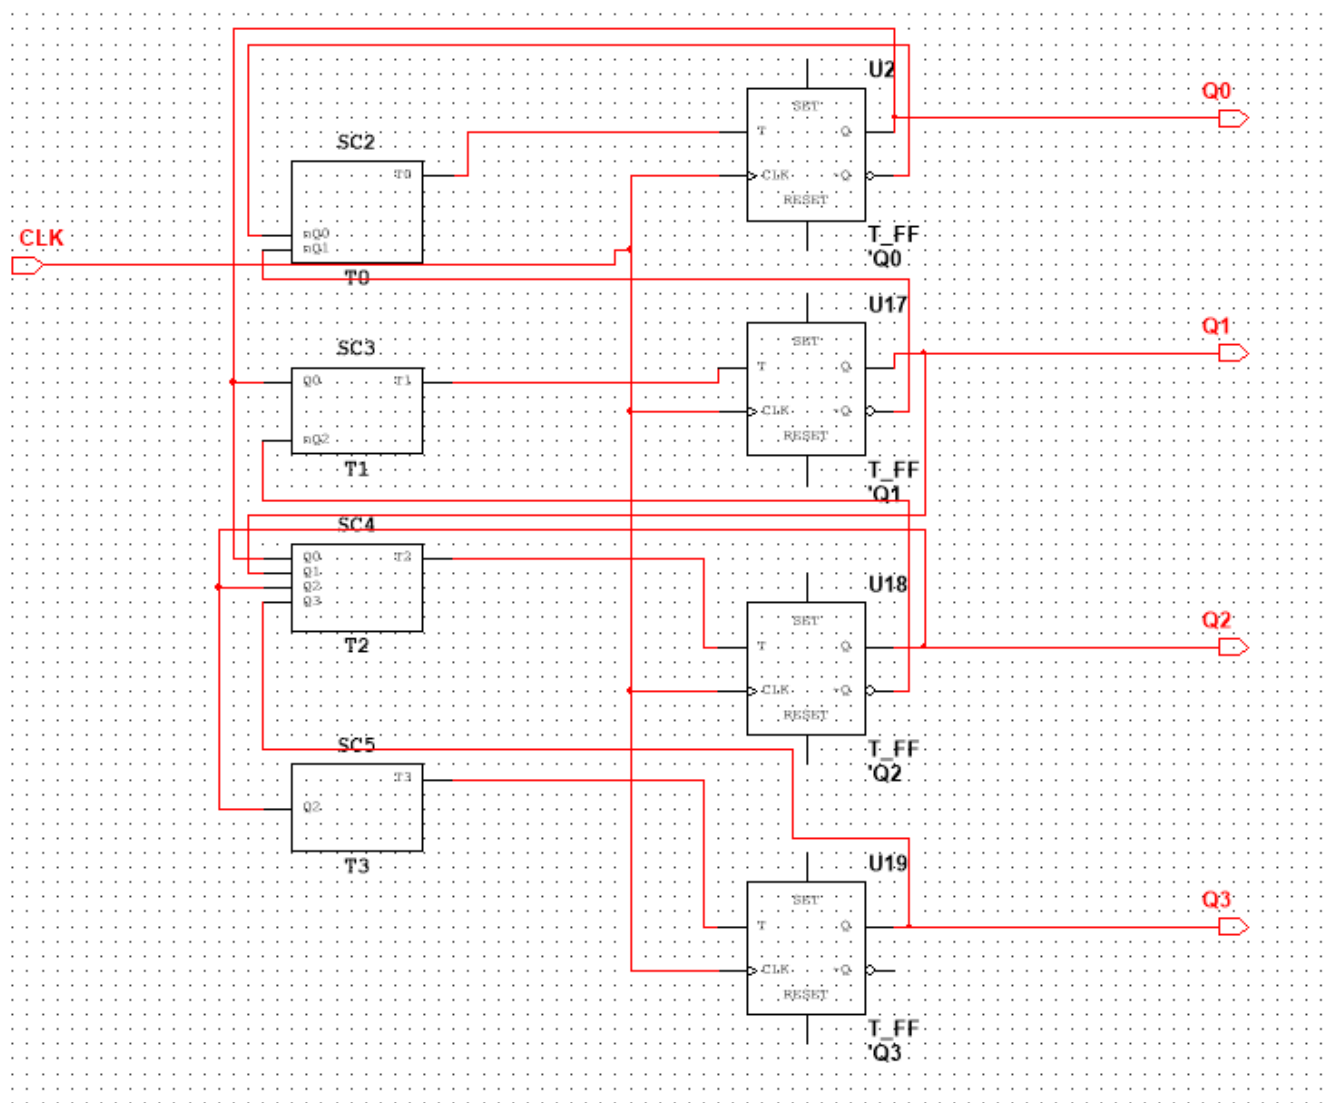 U2
Q0
SET
SC2
T
Q
T0
CLK
~Q
RESET
nQ0
T_FF
CLK
nQ1
'Q0
T0
U17
Q1
SET
SC3
T
Q
Q0
T1
CLK
~Q
nQ2
RESET
T1
T_FF
'Q1
SC4
Q0
T2
Q1
U18
Q2
Q3
SET
Q2
T2
T
Q
CLK
~Q
RESET
SC5
T_FF
'Q2
T3
Q2
T3
U19
SET
Q3
T
Q
CLK
~Q
RESET
T_FF
'Q3